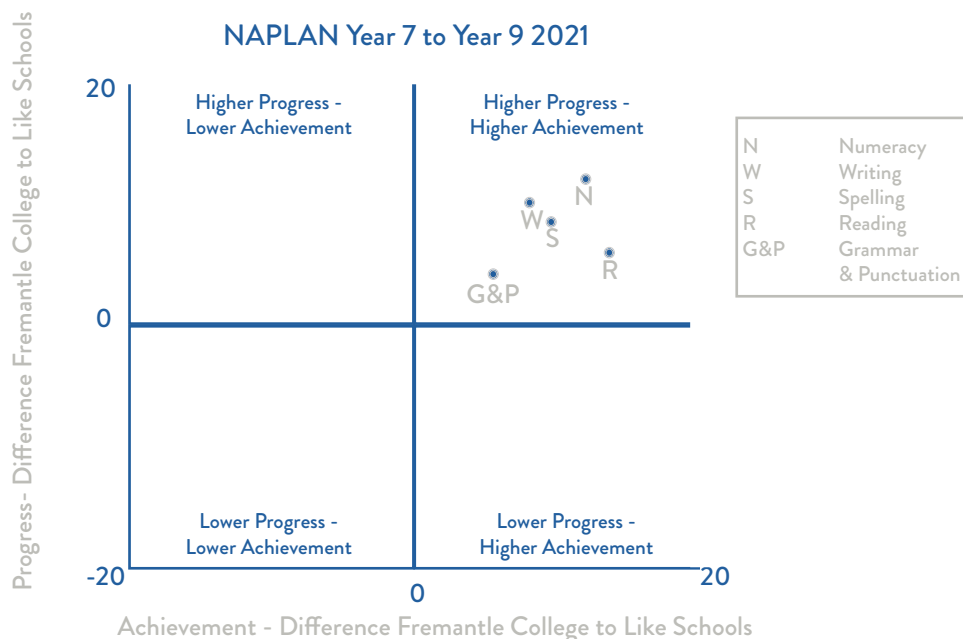 NAPLAN Year 7 to Year 9 2021
Progress- Difference Fremantle College to Like Schools
20
Higher Progress -
Lower Achievement
Higher Progress -
Higher Achievement
N Numeracy
W Writing
S Spelling
R Reading
G&P Grammar
& Punctuation
N
W
S
R
G&P
0
Lower Progress -
Lower Achievement
Lower Progress -
Higher Achievement
-20
20
0
Achievement - Difference Fremantle College to Like Schools